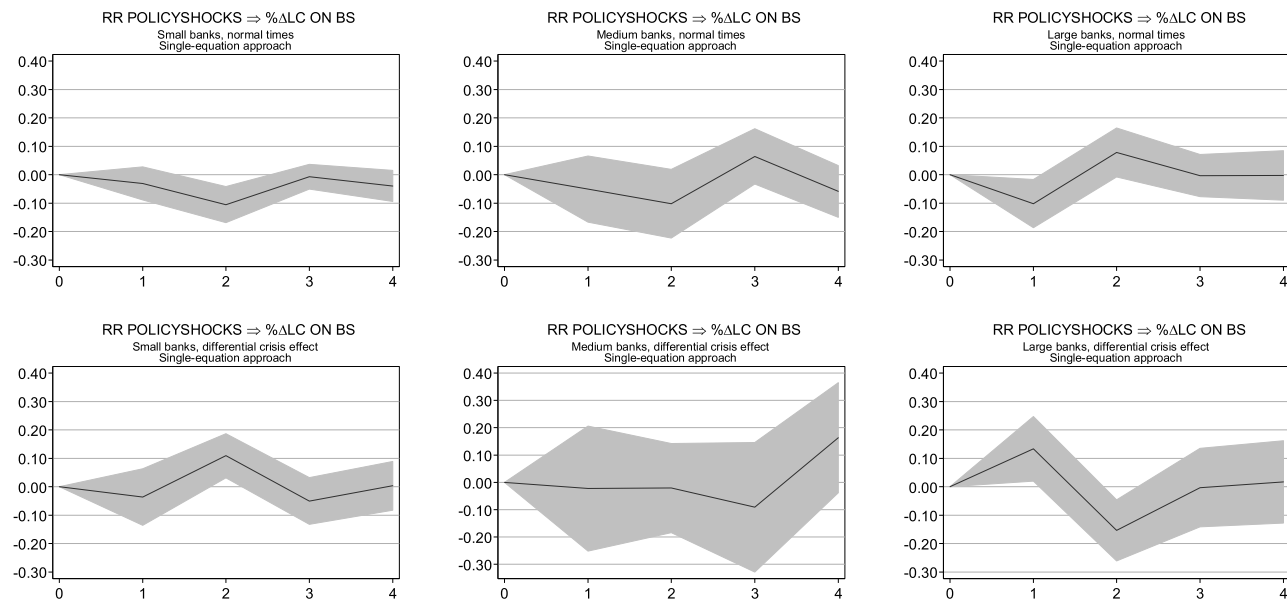 RR POLICYSHOCKS ⇒ %ΔLC ON BS
Small banks, normal times
Single-equation approach
0.40
0.30
0.20
0.10
0.00
-0.10
-0.20
-0.30
0 1 2 3 4
RR POLICYSHOCKS ⇒ %ΔLC ON BS
Medium banks, normal times
Single-equation approach
0.40
0.30
0.20
0.10
0.00
-0.10
-0.20
-0.30
0 1 2 3 4
RR POLICYSHOCKS ⇒ %ΔLC ON BS
Large banks, normal times
Single-equation approach
0.40
0.30
0.20
0.10
0.00
-0.10
-0.20
-0.30
0 1 2 3 4
RR POLICYSHOCKS ⇒ %ΔLC ON BS
Small banks, differential crisis effect
Single-equation approach
0.40
0.30
0.20
0.10
0.00
-0.10
-0.20
-0.30
0 1 2 3 4
RR POLICYSHOCKS ⇒ %ΔLC ON BS
Medium banks, differential crisis effect
Single-equation approach
0.40
0.30
0.20
0.10
0.00
-0.10
-0.20
-0.30
0 1 2 3 4
RR POLICYSHOCKS ⇒ %ΔLC ON BS
Large banks, differential crisis effect
Single-equation approach
0.40
0.30
0.20
0.10
0.00
-0.10
-0.20
-0.30
0 1 2 3 4